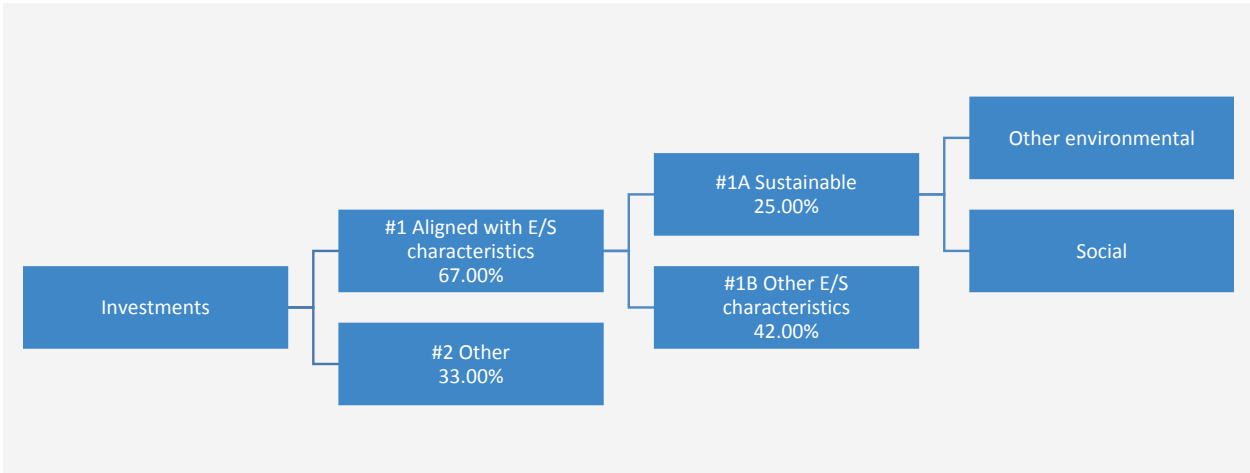 Investments
#1 Aligned with E/S
characteristics
67.00%
#2 Other
33.00%
#1A Sustainable
25.00%
#1B Other E/S
characteristics
42.00%
Other environmental
Social